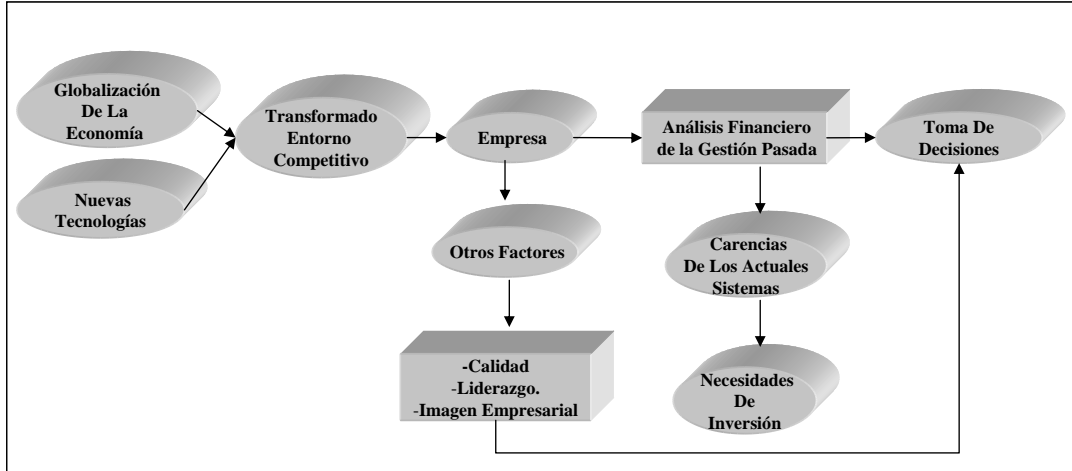 Globalización
De La
Economía
Nuevas
Tecnologías
Transformado
Entorno
Competitivo
Empresa
Análisis Financiero
de la Gestión Pasada
Toma De
Decisiones
Otros Factores
Carencias
De Los Actuales
Sistemas
-Calidad
-Liderazgo.
-Imagen Empresarial
Necesidades
De
Inversión